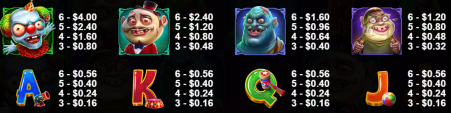 6 - $4.00
5 - $2.40
4 - $1.60
3 - $0.80
6 - $2.40
5 - $1.20
4 - $0.80
3 - $0.48
6 - $1.60
5 - $0.96
4 - $0.64
3 - $0.40
6 - $1.20
5 - $0.80
4 - $0.48
3 - $0.32
A
6 - $0.56
5 - $0.40
4 - $0.24
3 - $0.16
K
6 - $0.56
5 - $0.40
4 - $0.24
3 - $0.16
Q
6 - $0.56
5 - $0.40
4 - $0.24
3 - $0.16
J
6 - $0.56
5 - $0.40
4 - $0.24
3 - $0.16